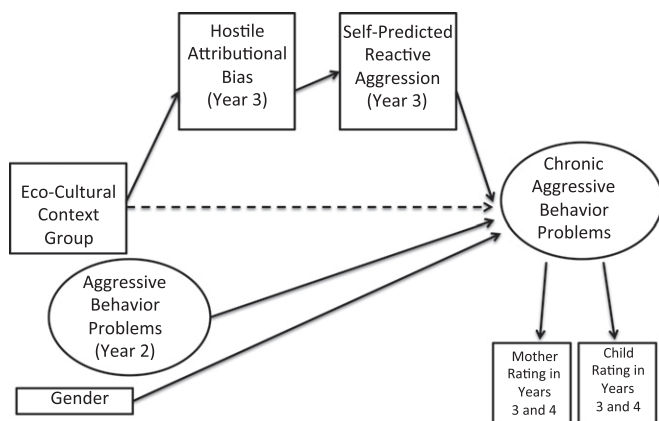 Hostile
Attributional
Bias
(Year 3)
Self-Predicted
Reactive
Aggression
(Year 3)
Eco-Cultural
Context
Group
Chronic
Aggressive
Behavior
Problems
Aggressive
Behavior
Problems
(Year 2)
Gender
Mother
Rating in
Years
3 and 4
Child
Rating in
Years
3 and 4